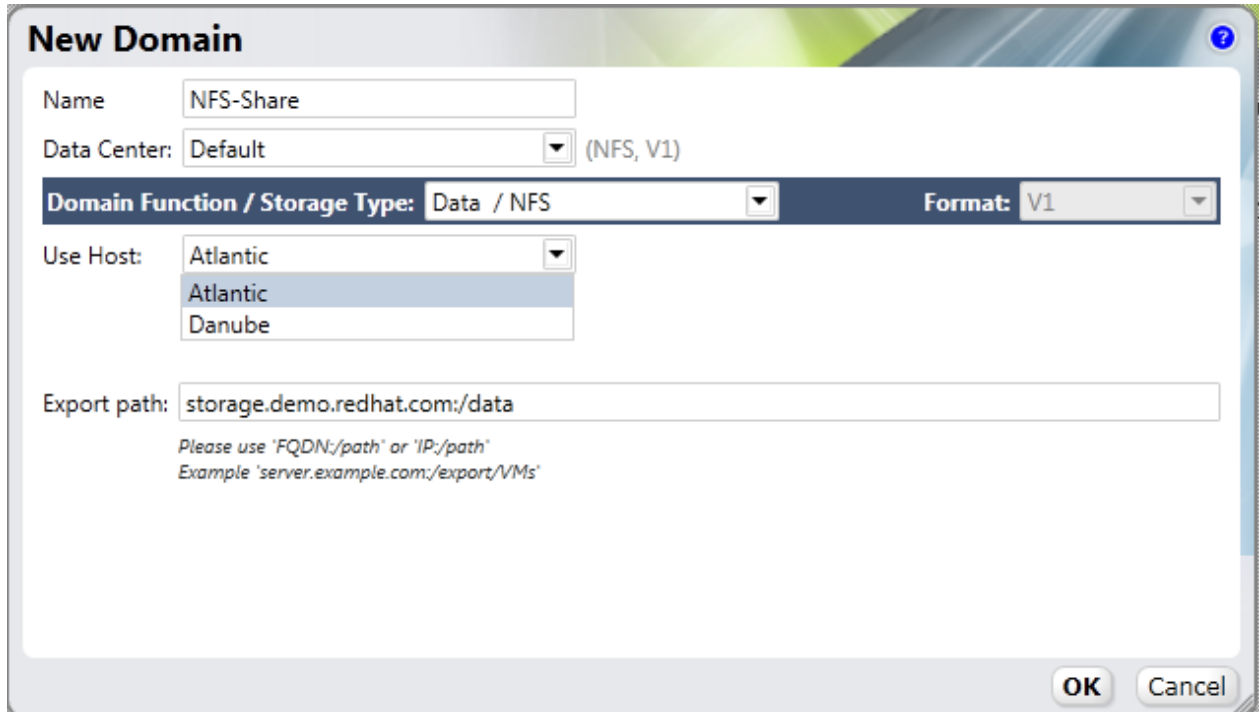 New Domain
?
Name NFS-Share
Data Center: Default (NFS, V1)
Domain Function / Storage Type: Data / NFS Format: V1
Use Host: Atlantic
Atlantic
Danube
Export path: storage.demo.redhat.com:/data
Please use 'FQDN:/path' or 'IP:/path'
Example 'server.example.com:/export/VMs'
OK Cancel